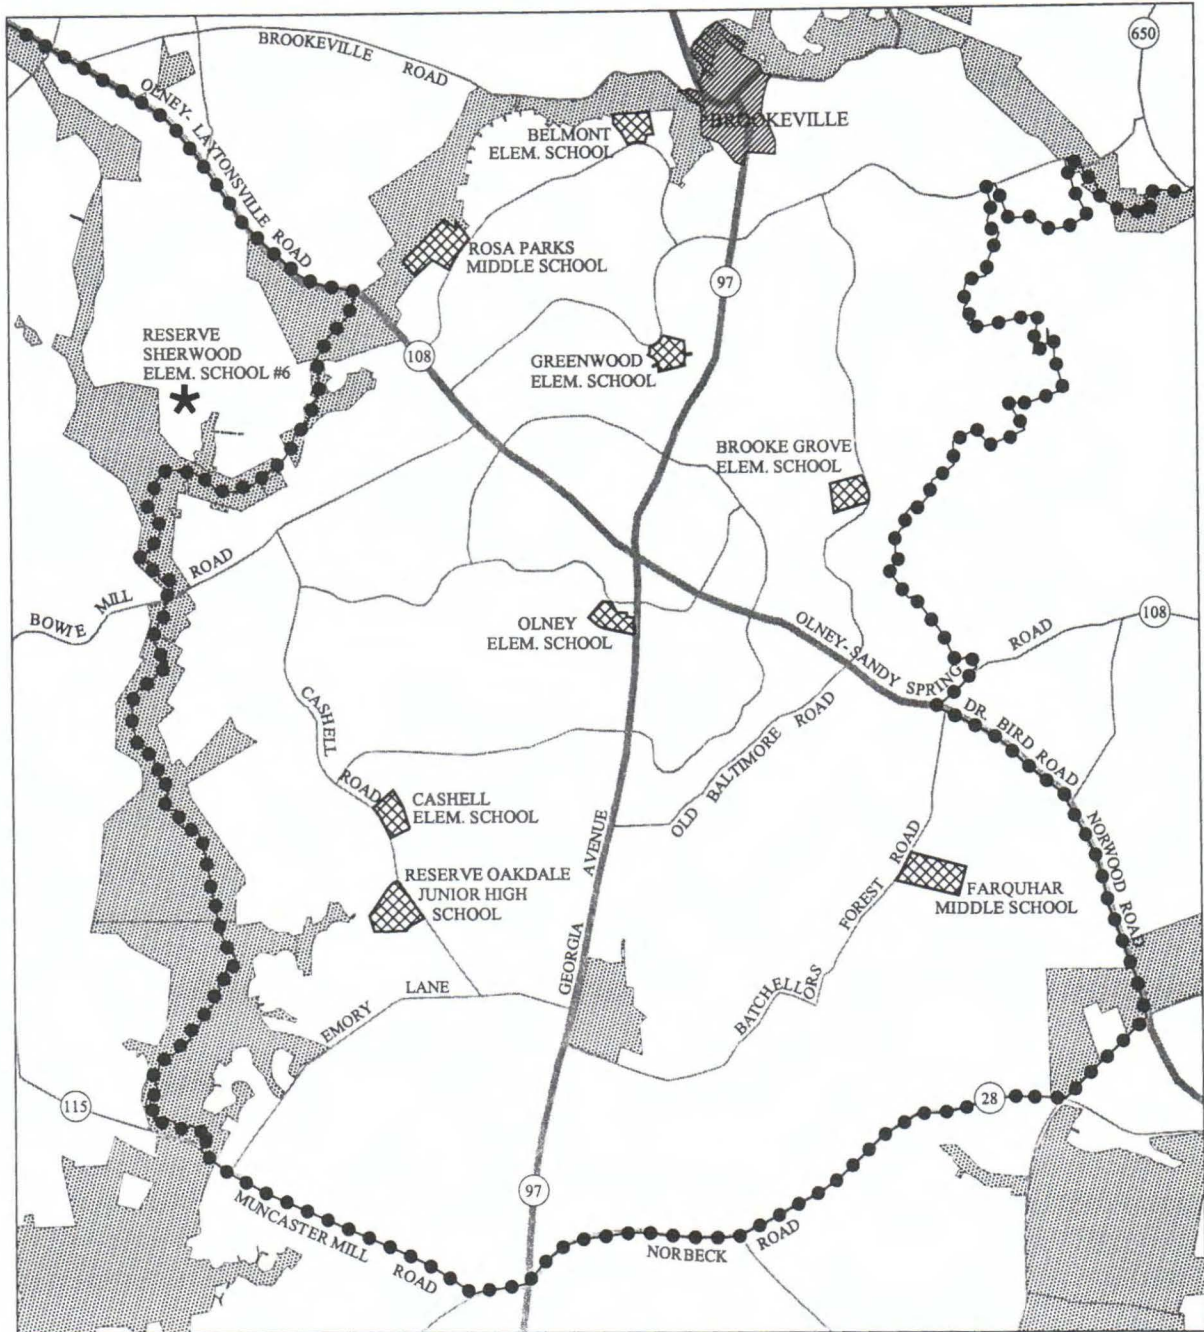 650
BROOKEVILLE ROAD
OLNEY- LAYTONSVILLE ROAD
BELMONT
ELEM. SCHOOL
BROOKEVILLE
ROSA PARKS
MIDDLE SCHOOL
97
RESERVE
SHERWOOD
ELEM. SCHOOL #6
108
GREENWOOD
ELEM. SCHOOL
BROOKE GROVE
ELEM. SCHOOL
BOWIE MILL ROAD
OLNEY
ELEM. SCHOOL
OLNEY-SANDY SPRING ROAD
108
CASHELL ROAD
OLD BALTIMORE ROAD
DR. BIRD ROAD
CASHELL
ELEM. SCHOOL
NORWOOD ROAD
GEORGIA AVENUE
RESERVE OAKDALE
JUNIOR HIGH
SCHOOL
FARQUHAR
MIDDLE SCHOOL
BATCHELLORS FOREST ROAD
EMORY LANE
115
28
97
MUNCASTER MILL ROAD
NORBECK ROAD